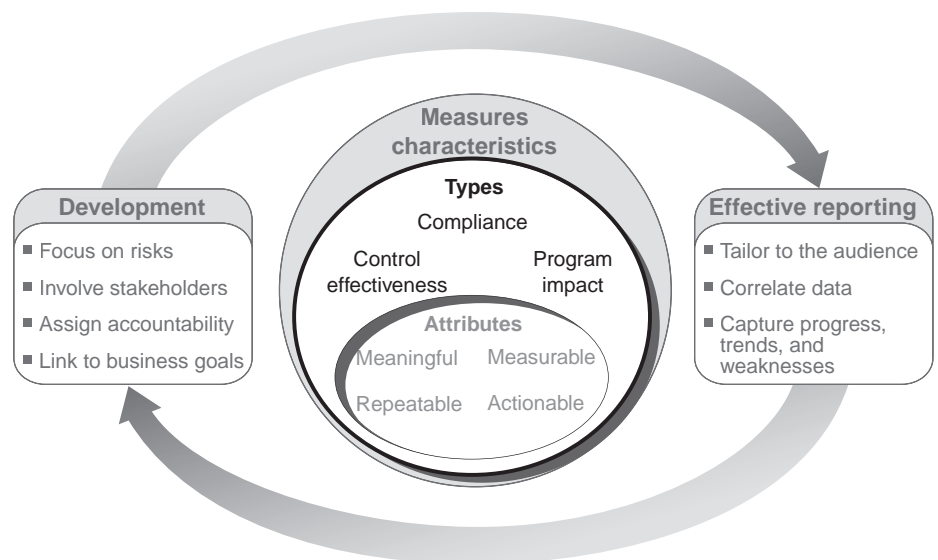 Measures
characteristics
Types
Compliance
Control
effectiveness
Program
impact
Attributes
Meaningful
Measurable
Repeatable
Actionable
Development
Focus on risks
Involve stakeholders
Assign accountability
Link to business goals
Effective reporting
Tailor to the audience
Correlate data
Capture progress,
trends, and
weaknesses